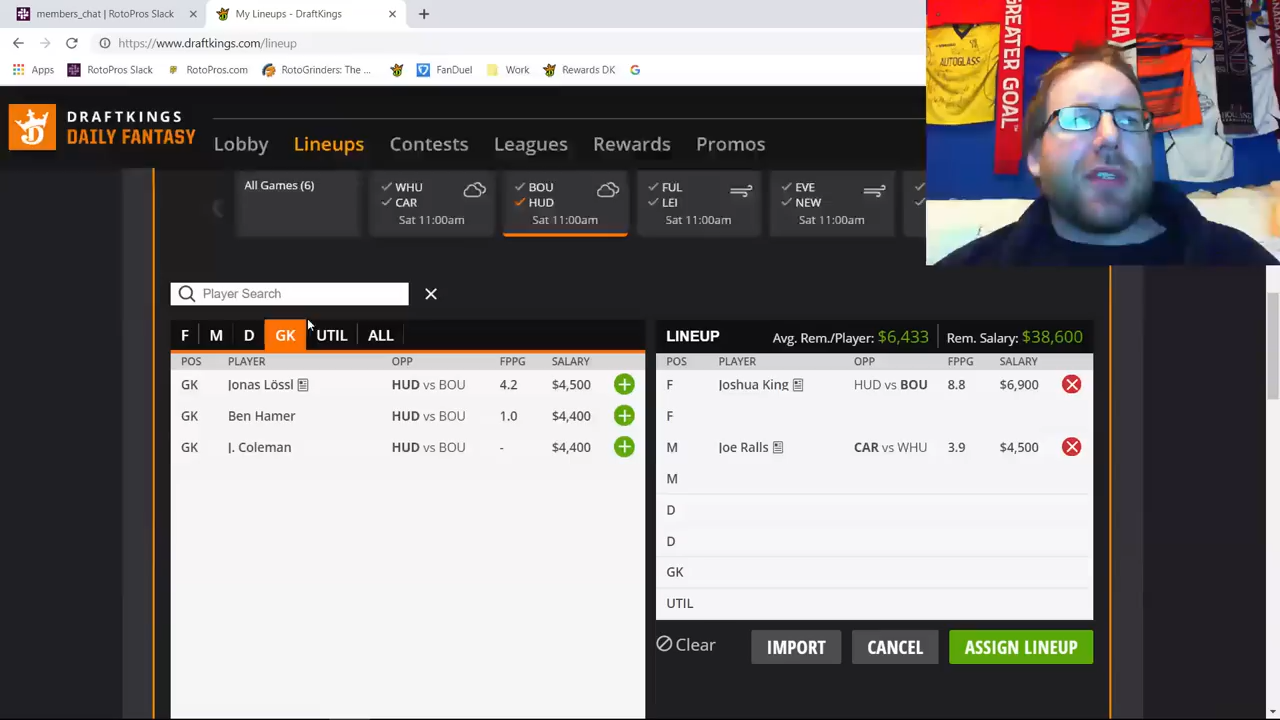 members_chat | RotoPros Slack
My Lineups - DraftKings
https://www.draftkings.com/lineup
Apps RotoPros Slack RotoPros.com RotoGrinders: The ... FanDuel Work Rewards DK
DRAFTKINGS
DAILY FANTASY
Lobby Lineups Contests Leagues Rewards Promos
All Games (6)
WHU
CAR
Sat 11:00am
BOU
HUD
Sat 11:00am
FUL
LEI
Sat 11:00am
EVE
NEW
Sat 11:00am
Player Search
F M D GK UTIL ALL
POS PLAYER OPP FPPG SALARY
GK Jonas Lössl HUD vs BOU 4.2 $4,500
GK Ben Hamer HUD vs BOU 1.0 $4,400
GK J. Coleman HUD vs BOU - $4,400
LINEUP Avg. Rem./Player: $6,433 Rem. Salary: $38,600
POS PLAYER OPP FPPG SALARY
F Joshua King HUD vs BOU 8.8 $6,900
F
M Joe Ralls CAR vs WHU 3.9 $4,500
M
D
D
GK
UTIL
Clear IMPORT CANCEL ASSIGN LINEUP
GREATER GOAL™
ADA
AUTOGLASS